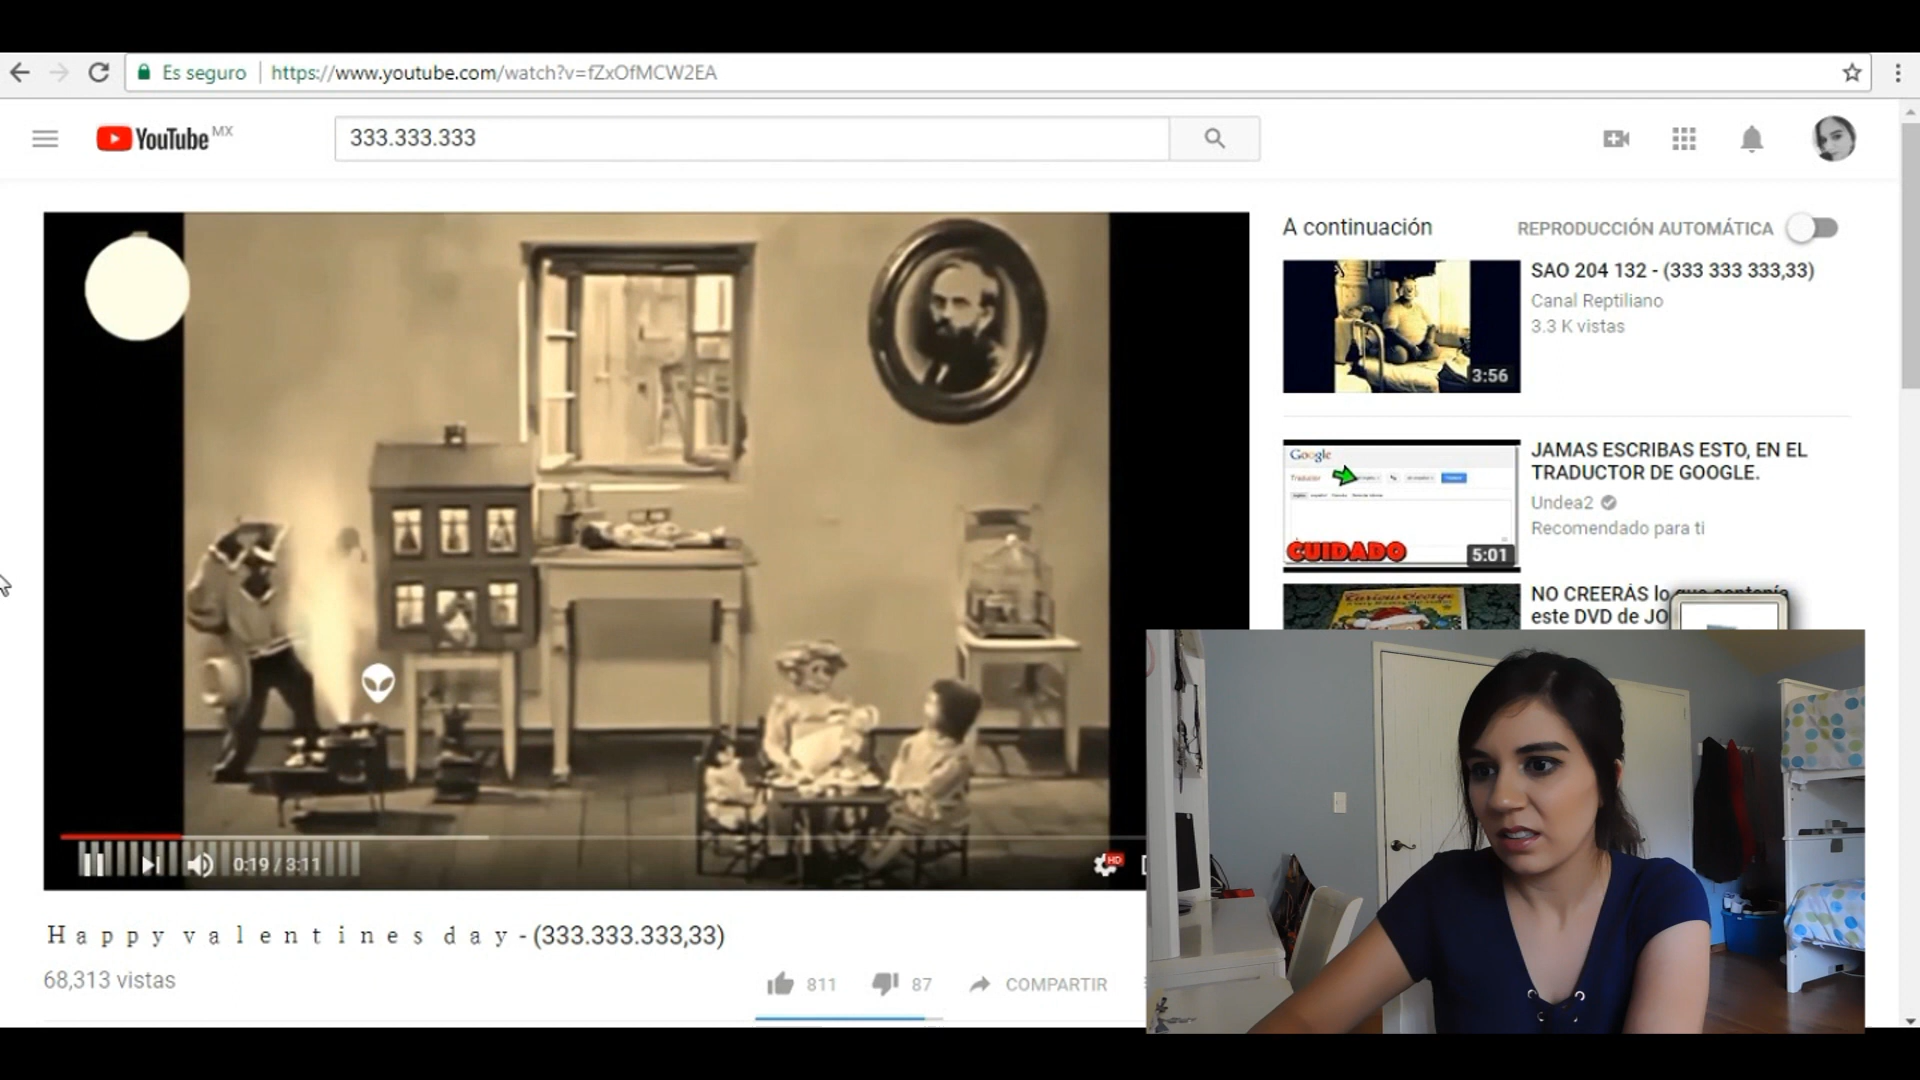 Es seguro
https://www.youtube.com/watch?v=fZxOfMCW2EA
YouTube MX
333.333.333
A continuación
REPRODUCCIÓN AUTOMÁTICA
SAO 204 132 - (333 333 333,33)
Canal Reptiliano
3.3 K vistas
3:56
Google
JAMAS ESCRIBAS ESTO, EN EL
TRADUCTOR DE GOOGLE.
Undea2
Recomendado para ti
CUIDADO
5:01
NO CREERÁS lo
este DVD de JO
Curious George
0:19 / 3:11
HD
H a p p y v a l e n t i n e s d a y - (333.333.333,33)
68,313 vistas
811
87
COMPARTIR